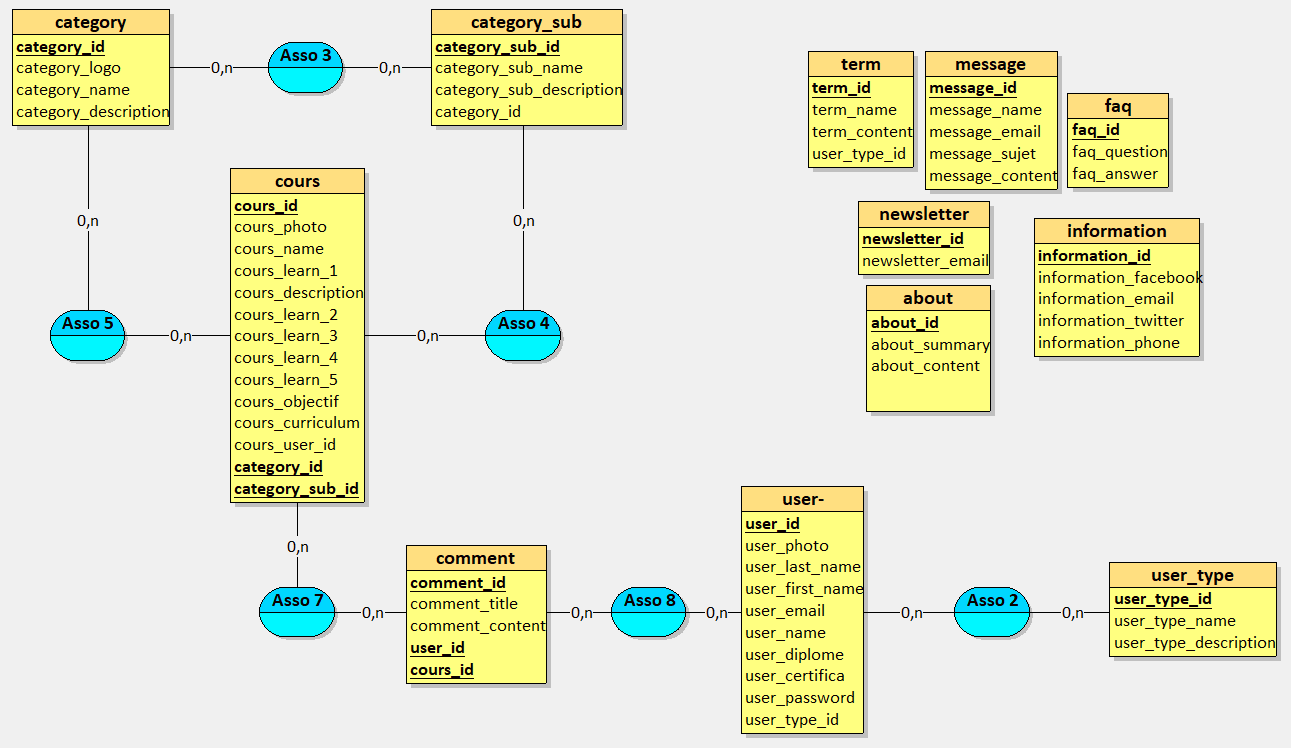 category
category_id
category_logo
category_name
category_description
0,n
Asso 3
0,n
category_sub
category_sub_id
category_sub_name
category_sub_description
category_id
term
term_id
term_name
term_content
user_type_id
message
message_id
message_name
message_email
message_sujet
message_content
faq
faq_id
faq_question
faq_answer
newsletter
newsletter_id
newsletter_email
information
information_id
information_facebook
information_email
information_twitter
information_phone
about
about_id
about_summary
about_content
0,n
Asso 5
0,n
cours
cours_id
cours_photo
cours_name
cours_learn_1
cours_description
cours_learn_2
cours_learn_3
cours_learn_4
cours_learn_5
cours_objectif
cours_curriculum
cours_user_id
category_id
category_sub_id
0,n
Asso 4
0,n
0,n
Asso 7
0,n
comment
comment_id
comment_title
comment_content
user_id
cours_id
0,n
Asso 8
0,n
user-
user_id
user_photo
user_last_name
user_first_name
user_email
user_name
user_diplome
user_certifica
user_password
user_type_id
0,n
Asso 2
0,n
user_type
user_type_id
user_type_name
user_type_description